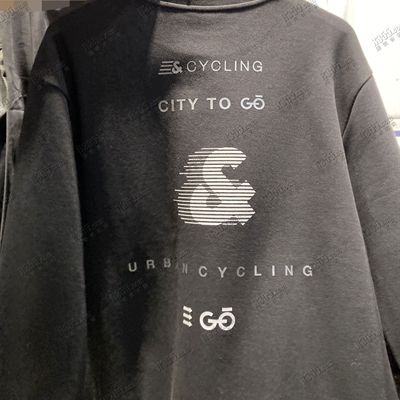 & CYCLING
CITY TO GŌ
&
URBAN CYCLING
GŌ